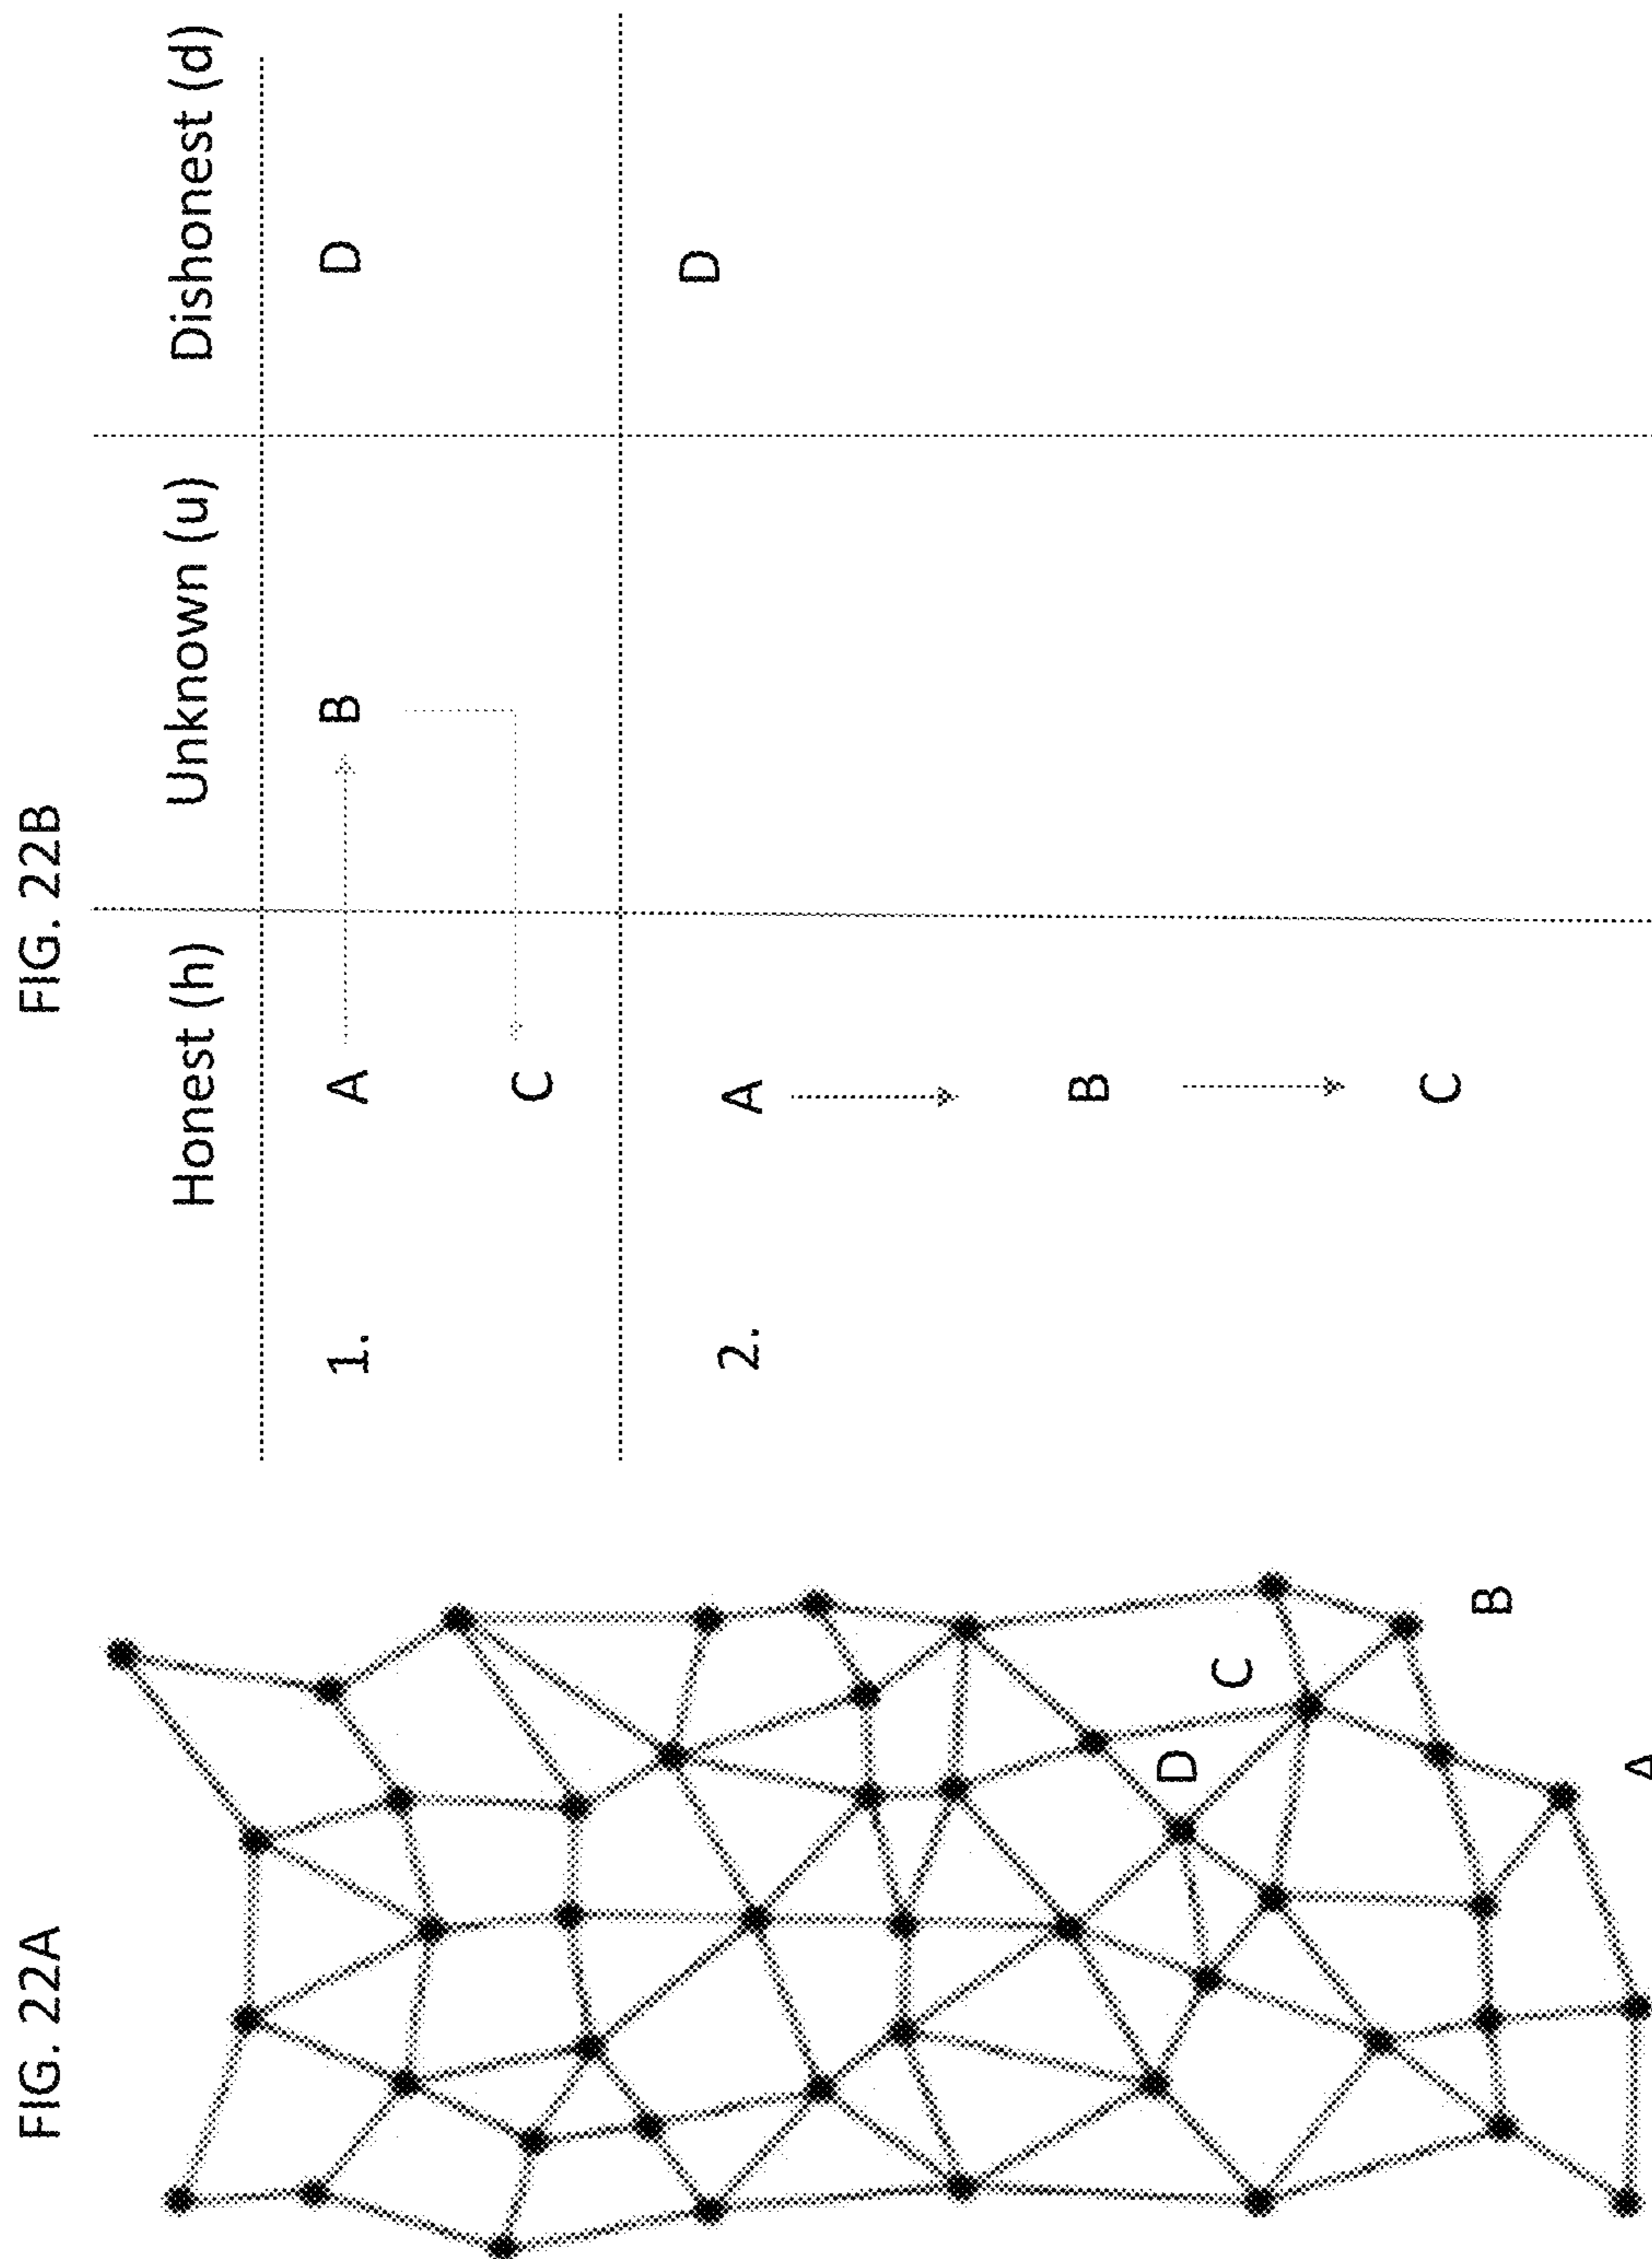 FIG. 22A
D
C
B
A
FIG. 22B
Honest (h) Unknown (u) Dishonest (d)
1. A B D
C
2. A D
B
C